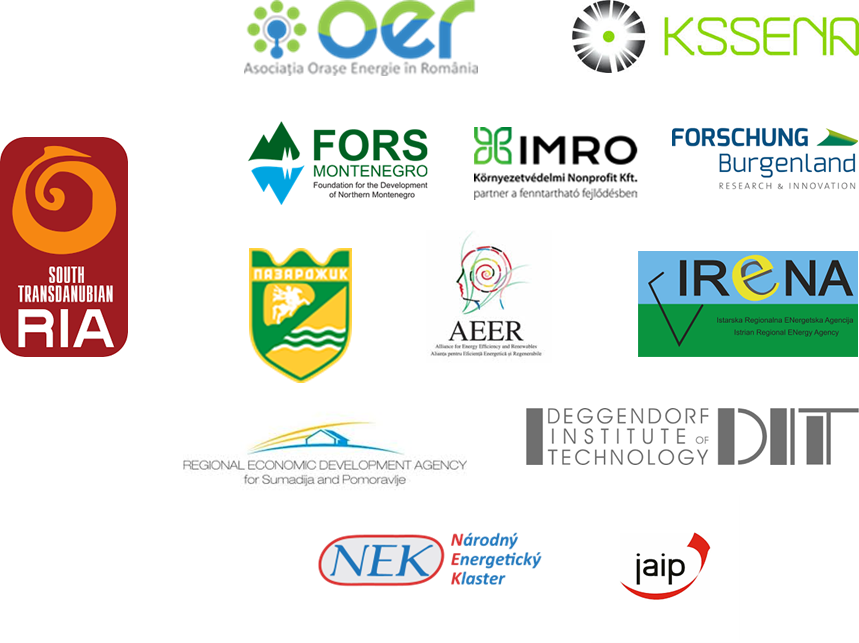 oer
Asociația Orașe Energie în România
KSSENA
FORS
MONTENEGRO
Foundation for the Development
of Northern Montenegro
IMRO
Környezetvédelmi Nonprofit Kft.
partner a fenntartható fejlődésben
FORSCHUNG
Burgenland
RESEARCH & INNOVATION
SOUTH
TRANSDANUBIAN
RIA
ПАЗАРДЖИК
AEER
Alliance for Energy Efficiency and Renewables
Alianța pentru Eficiență Energetică și Regenerabile
IRENA
Istarska Regionalna ENergetska Agencija
Istrian Regional ENergy Agency
REGIONAL ECONOMIC DEVELOPMENT AGENCY
for Sumadija and Pomoravlje
DEGGENDORF
INSTITUTE OF
TECHNOLOGY
DIT
NEK
Národný
Energetický
Klaster
jaip